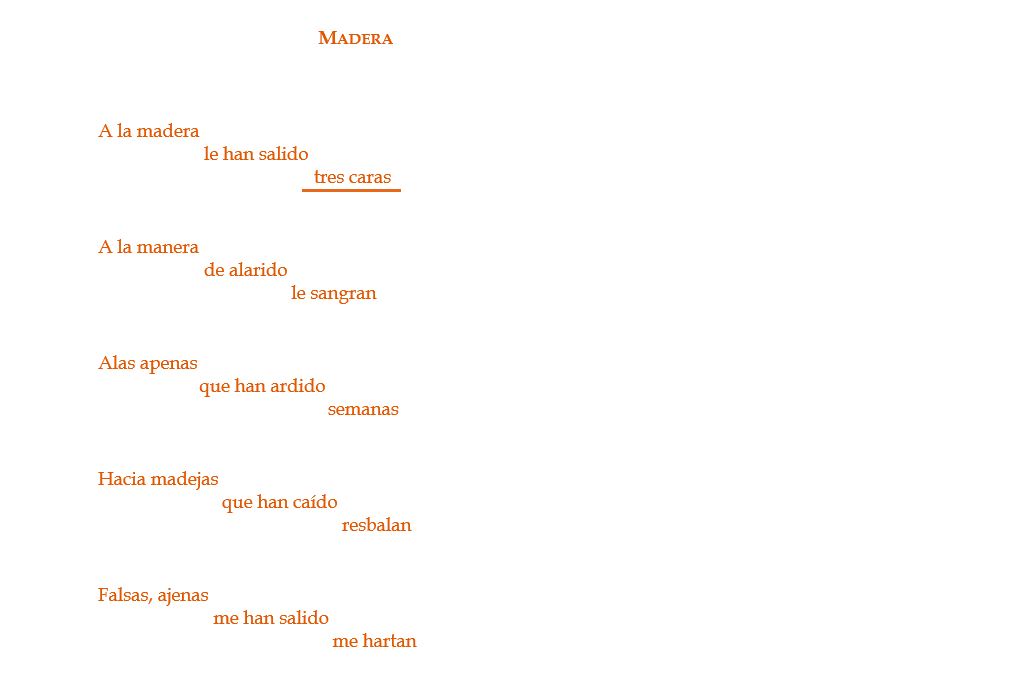 MADERA
A la madera
le han salido
tres caras
A la manera
de alarido
le sangran
Alas apenas
que han ardido
semanas
Hacia madejas
que han caído
resbalan
Falsas, ajenas
me han salido
me hartan